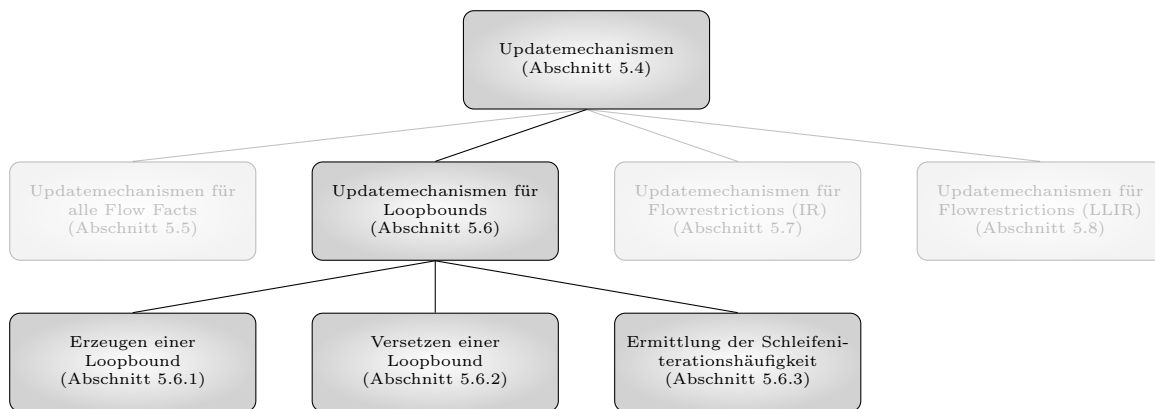 Updatemechanismen
(Abschnitt 5.4)
Updatemechanismen für
alle Flow Facts
(Abschnitt 5.5)
Updatemechanismen für
Loopbounds
(Abschnitt 5.6)
Updatemechanismen für
Flowrestrictions (IR)
(Abschnitt 5.7)
Updatemechanismen für
Flowrestrictions (LLIR)
(Abschnitt 5.8)
Erzeugen einer
Loopbound
(Abschnitt 5.6.1)
Versetzen einer
Loopbound
(Abschnitt 5.6.2)
Ermittlung der Schleifeni-
terationshäufigkeit
(Abschnitt 5.6.3)